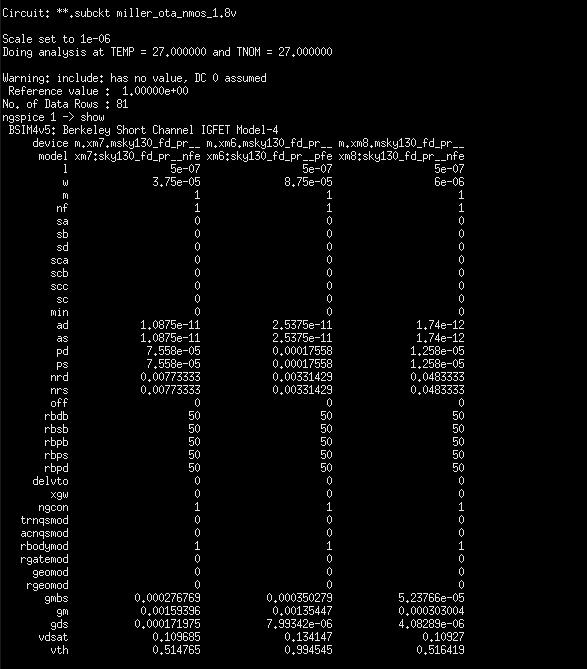 Circuit: **.subckt miller_ota_nmos_1.8v
Scale set to 1e-06
Doing analysis at TEMP = 27.000000 and TNOM = 27.000000
Warning: include: has no value, DC 0 assumed
Reference value : 1.00000e+00
No. of Data Rows : 81
ngspice 1 -> show
BSIM4v5: Berkeley Short Channel IGFET Model-4
device m.xm7.msky130_fd_pr__ m.xm6.msky130_fd_pr__ m.xm8.msky130_fd_pr__
model xm7:sky130_fd_pr__nfe xm6:sky130_fd_pr__pfe xm8:sky130_fd_pr__nfe
l 5e-07 5e-07 5e-07
w 3.75e-05 8.75e-05 6e-06
m 1 1 1
nf 1 1 1
sa 0 0 0
sb 0 0 0
sd 0 0 0
sca 0 0 0
scb 0 0 0
scc 0 0 0
sc 0 0 0
min 0 0 0
ad 1.0875e-11 2.5375e-11 1.74e-12
as 1.0875e-11 2.5375e-11 1.74e-12
pd 7.558e-05 0.00017558 1.258e-05
ps 7.558e-05 0.00017558 1.258e-05
nrd 0.00773333 0.00331429 0.0483333
nrs 0.00773333 0.00331429 0.0483333
off 0 0 0
rbdb 50 50 50
rbsb 50 50 50
rbpb 50 50 50
rbps 50 50 50
rbpd 50 50 50
delvto 0 0 0
xgw 0 0 0
ngcon 1 1 1
trnqsmod 0 0 0
acnqsmod 0 0 0
rbodymod 1 1 1
rgatemod 0 0 0
geomod 0 0 0
rgeomod 0 0 0
gmbs 0.000276769 0.000350279 5.23766e-05
gm 0.00159396 0.00135447 0.000303004
gds 0.000171975 7.99342e-06 4.08289e-06
vdsat 0.109685 0.134147 0.10927
vth 0.514765 0.994545 0.516419